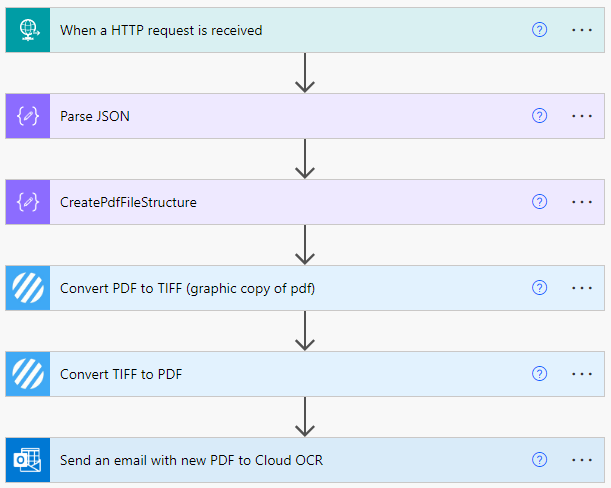 When a HTTP request is received
Parse JSON
CreatePdfFileStructure
Convert PDF to TIFF (graphic copy of pdf)
Convert TIFF to PDF
Send an email with new PDF to Cloud OCR